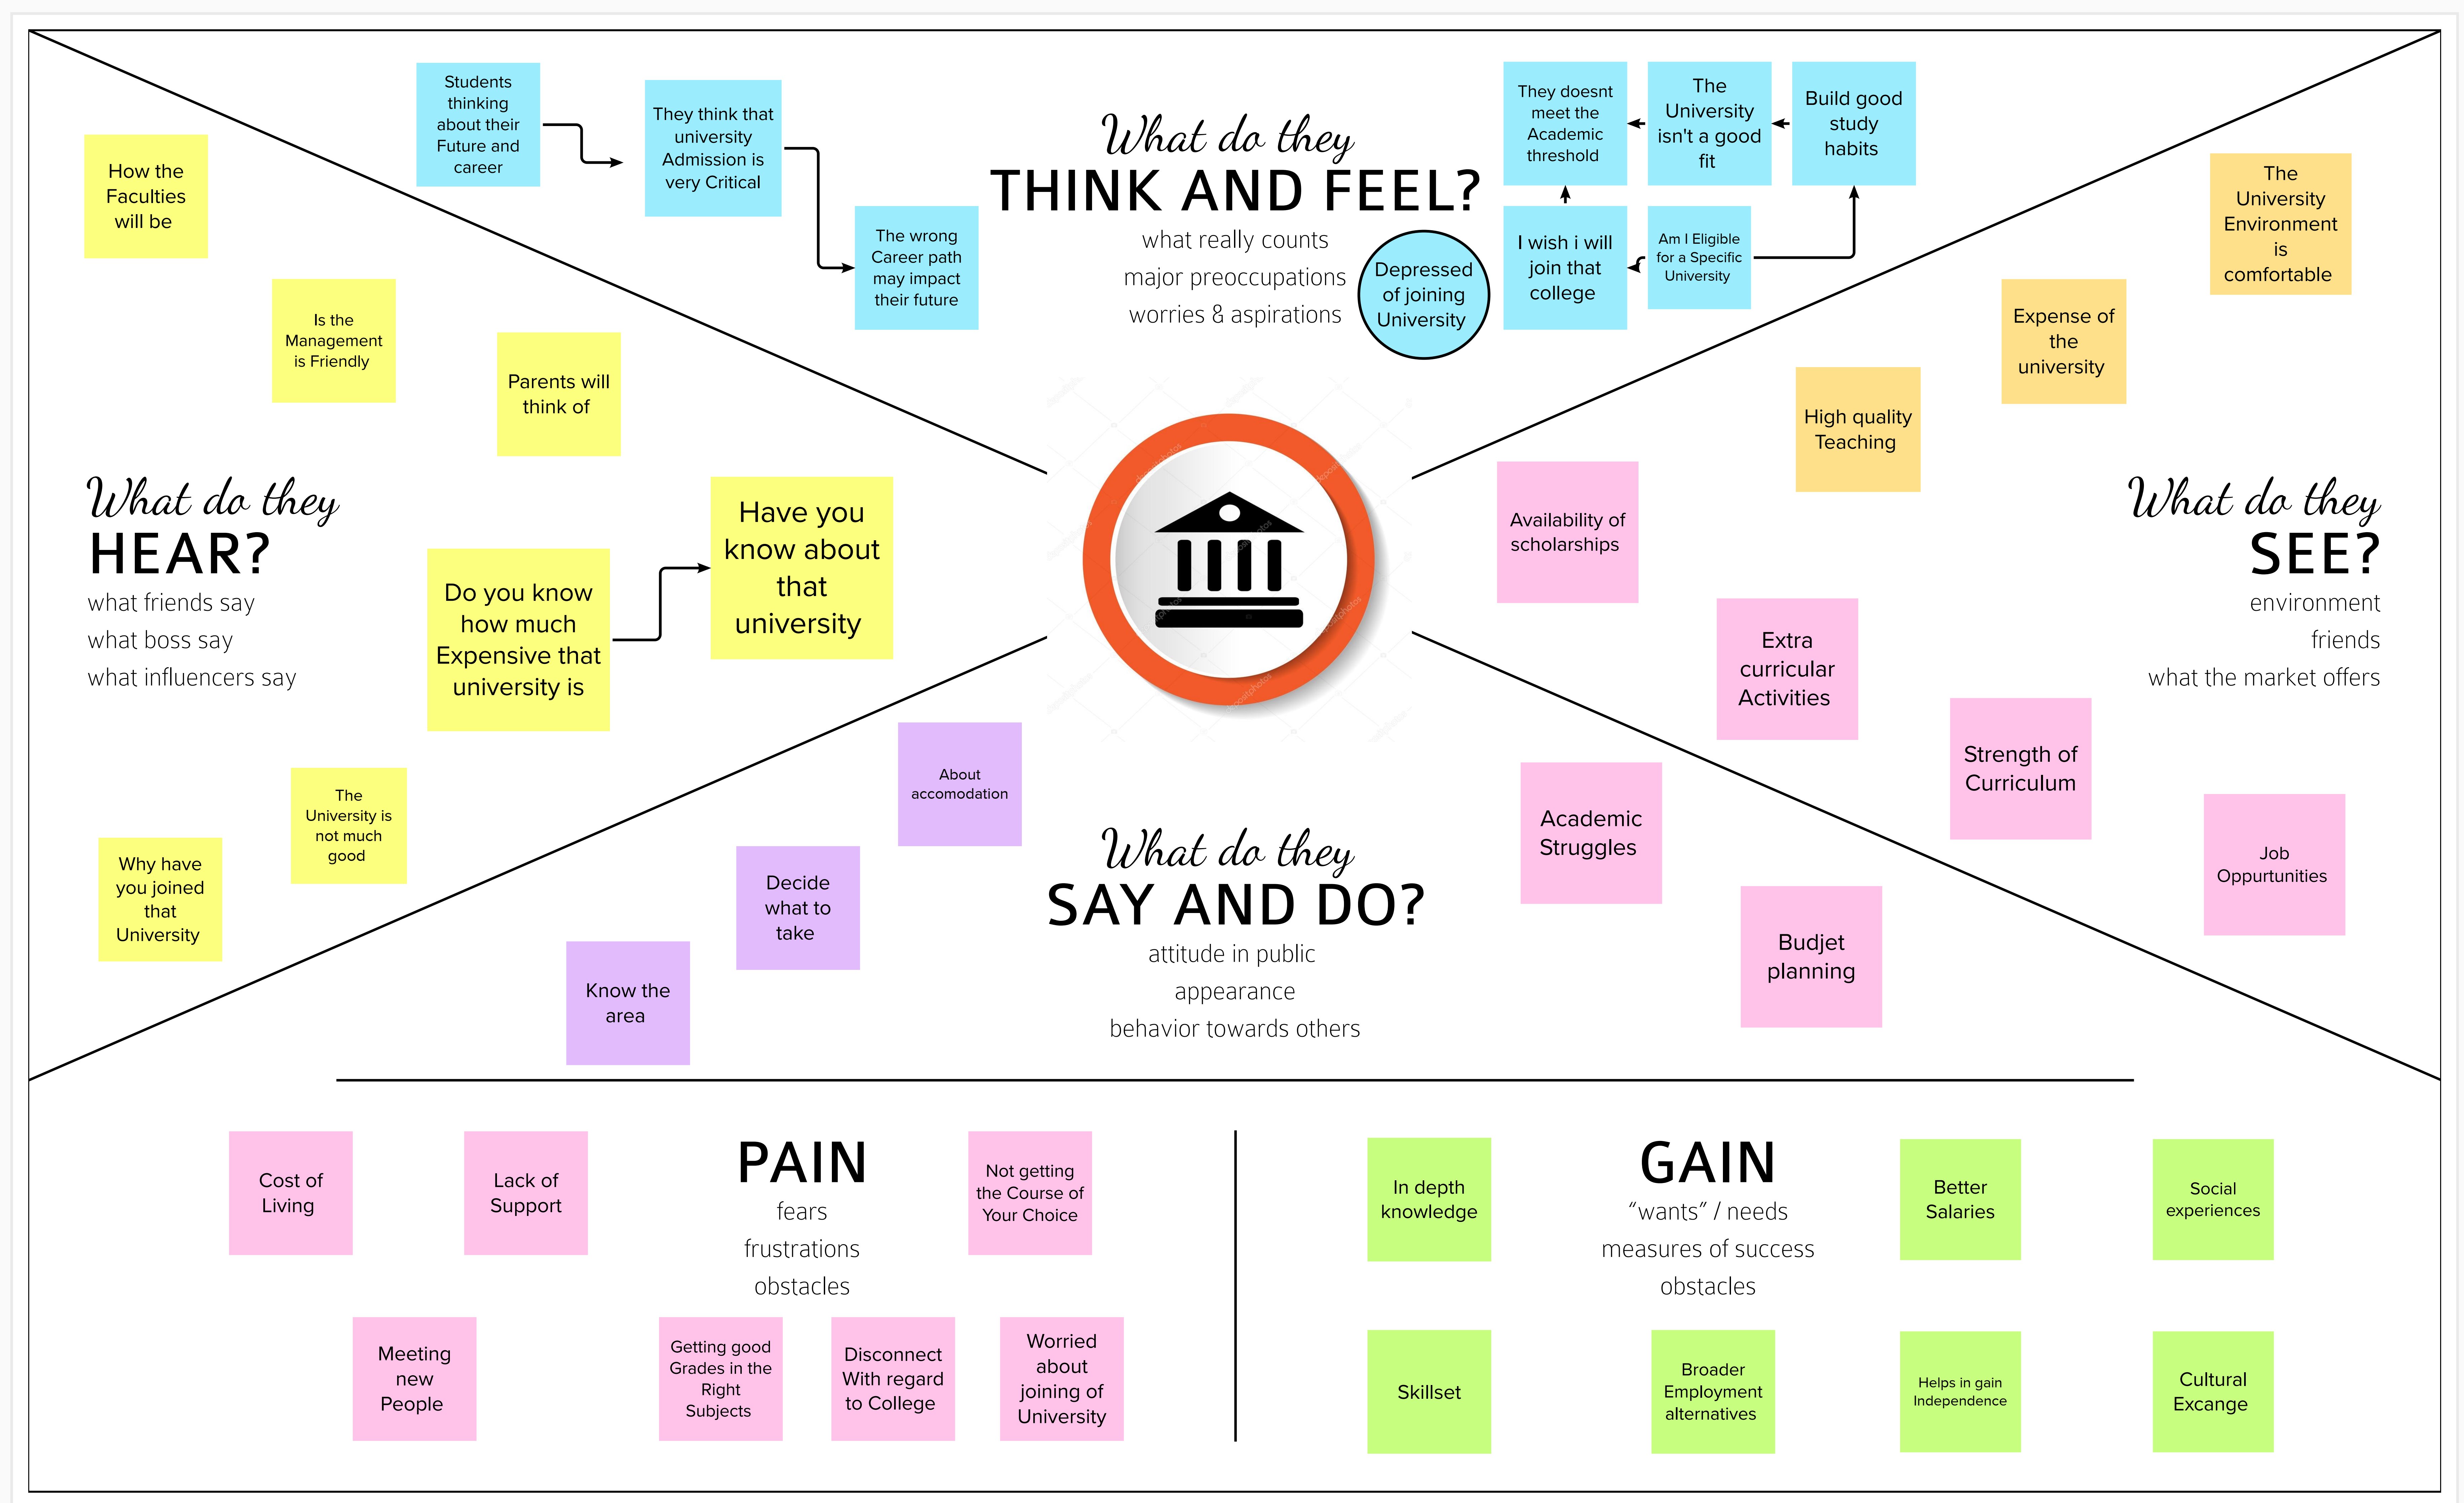 Students
thinking
about their
Future and
career
They think that
university
Admission is
very Critical
The wrong
Career path
may impact
their future
What do they
THINK AND FEEL?
what really counts
major preoccupations
worries & aspirations
Depressed
of joining
University
They doesnt
meet the
Academic
threshold
The
University
isn't a good
fit
Build good
study
habits
I wish i will
join that
college
Am I Eligible
for a Specific
University
How the
Faculties
will be
Is the
Management
is Friendly
Parents will
think of
What do they
HEAR?
what friends say
what boss say
what influencers say
Do you know
how much
Expensive that
university is
Have you
know about
that
university
The
University is
not much
good
Why have
you joined
that
University
The
University
Environment
is
comfortable
Expense of
the
university
High quality
Teaching
What do they
SEE?
environment
friends
what the market offers
Availability of
scholarships
Extra
curricular
Activities
Strength of
Curriculum
Job
Oppurtunities
About
accomodation
Decide
what to
take
Know the
area
What do they
SAY AND DO?
attitude in public
appearance
behavior towards others
Academic
Struggles
Budjet
planning
PAIN
fears
frustrations
obstacles
Cost of
Living
Lack of
Support
Not getting
the Course of
Your Choice
Meeting
new
People
Getting good
Grades in the
Right
Subjects
Disconnect
With regard
to College
Worried
about
joining of
University
GAIN
“wants” / needs
measures of success
obstacles
In depth
knowledge
Better
Salaries
Social
experiences
Skillset
Broader
Employment
alternatives
Helps in gain
Independence
Cultural
Excange
depositphotos